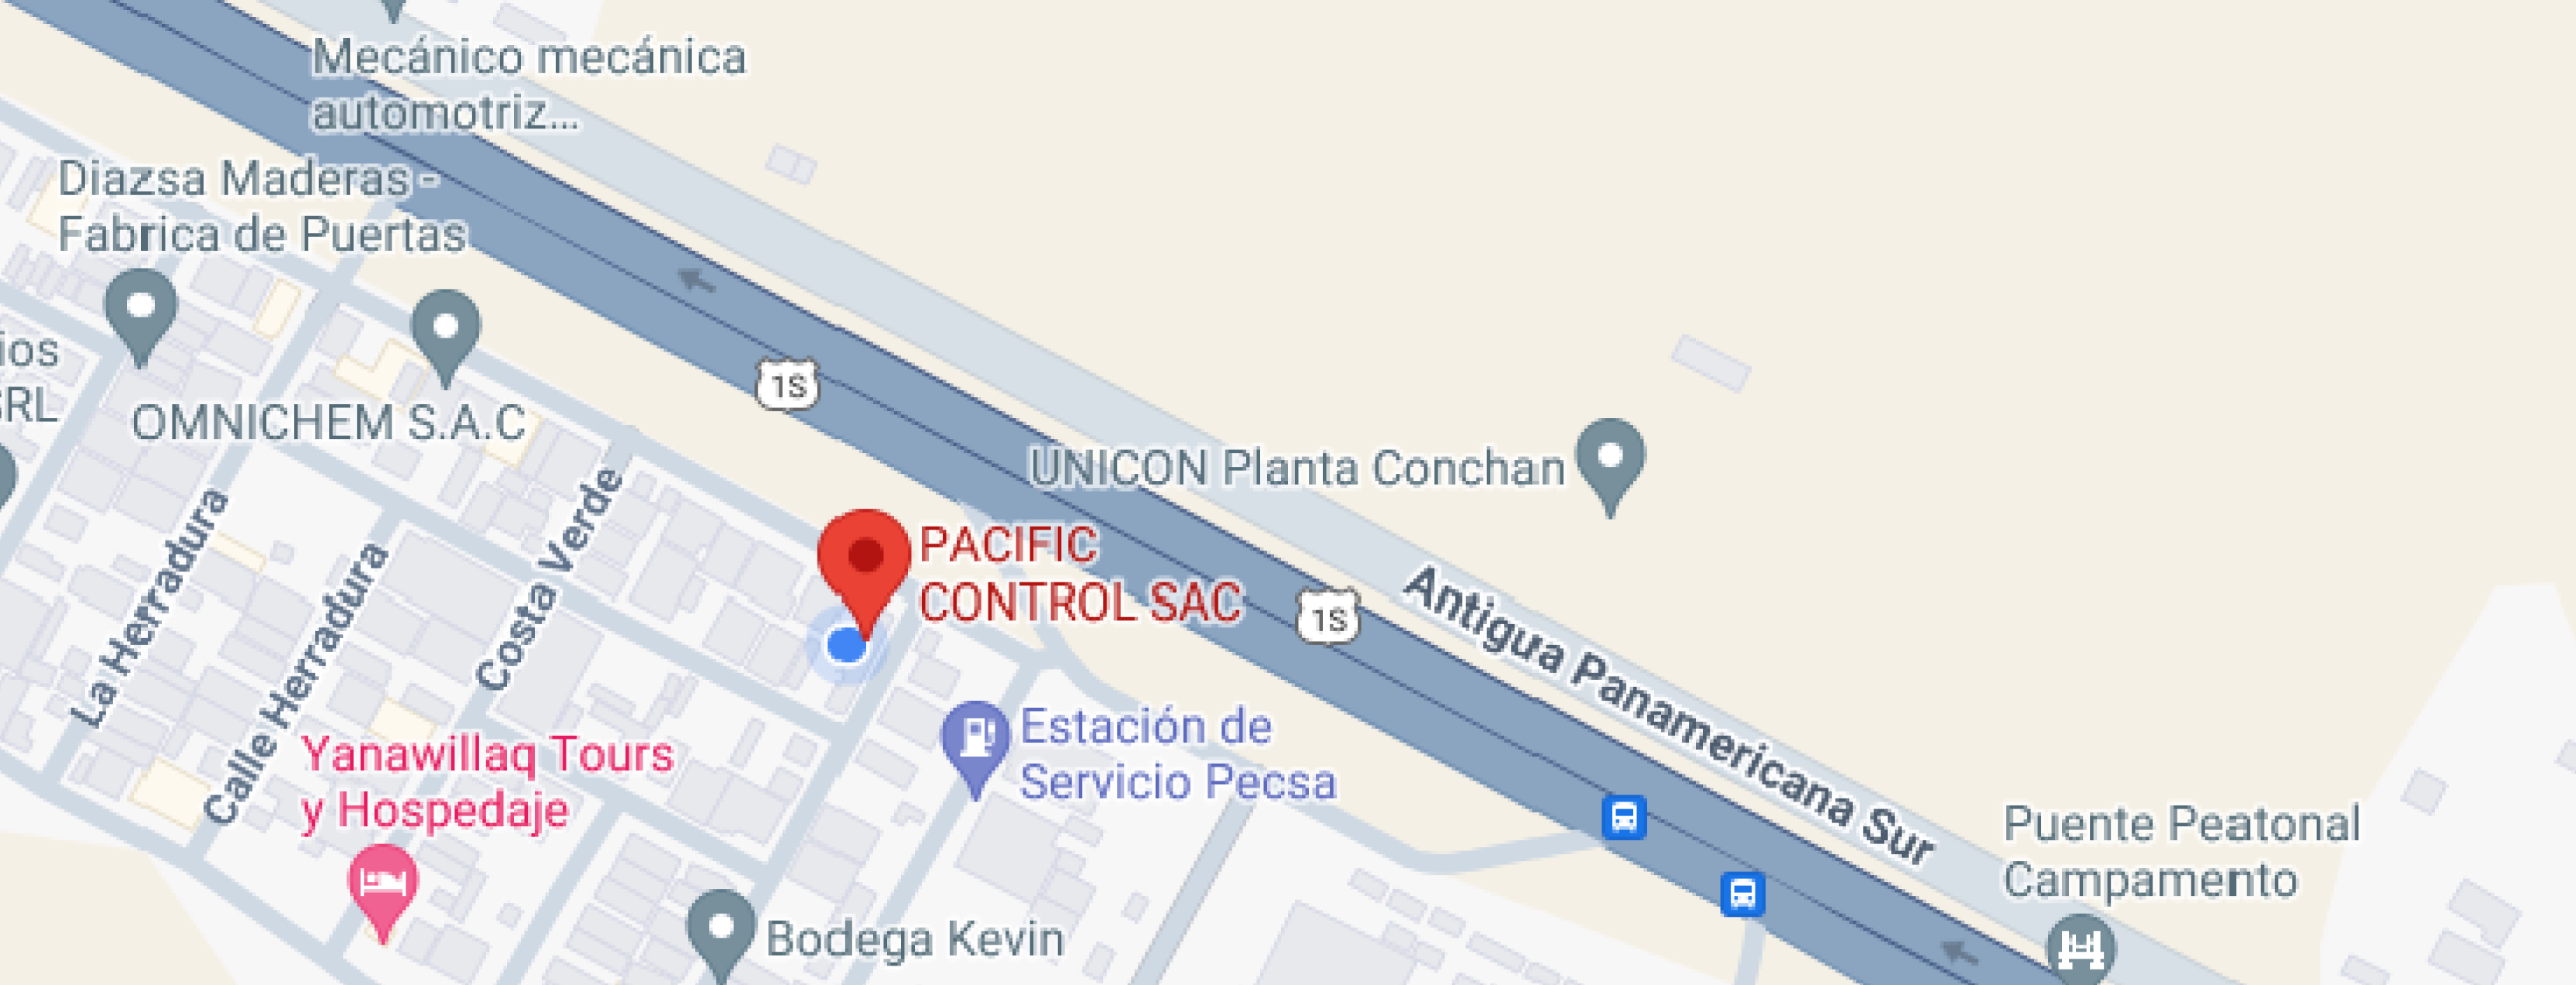 Mecánico mecánica
automotriz...
Diazsa Maderas -
Fabrica de Puertas
ios
SRL
OMNICHEM S.A.C
1S
UNICON Planta Conchan
La Herradura
Calle Herradura
Costa Verde
PACIFIC
CONTROL SAC
1S
Antigua Panamericana Sur
Estación de
Servicio Pecsa
Yanawillaq Tours
y Hospedaje
Puente Peatonal
Campamento
Bodega Kevin